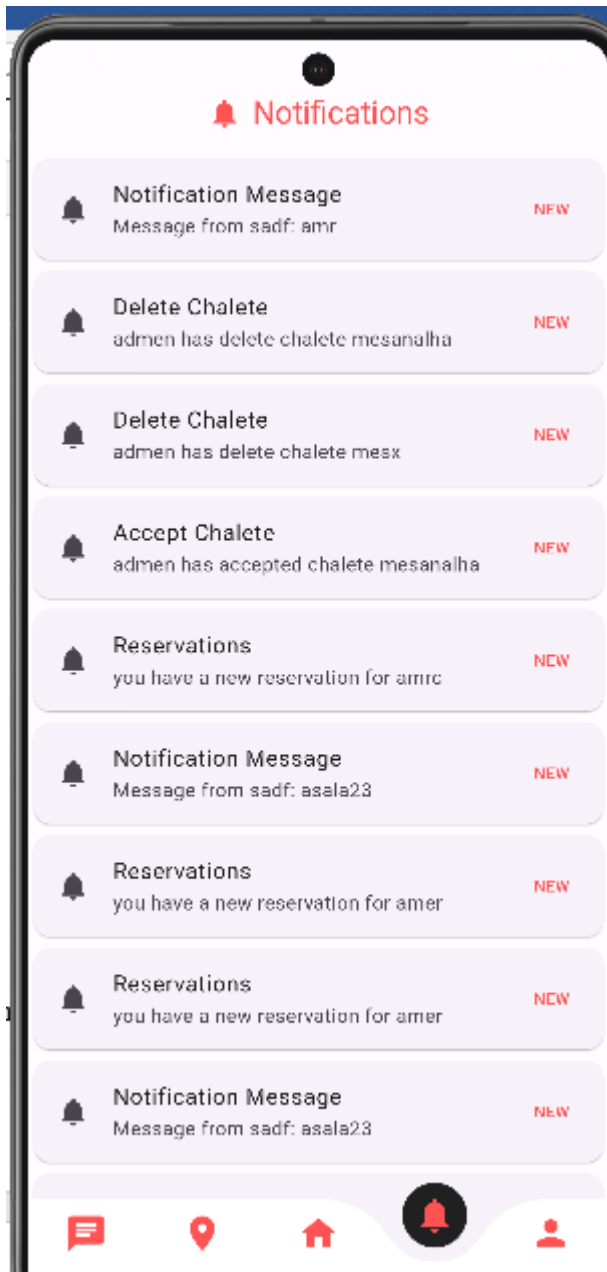 Notifications
Notification Message
Message from sadf: amr
NEW
Delete Chalete
admen has delete chalete mesanalha
NEW
Delete Chalete
admen has delete chalete mesx
NEW
Accept Chalete
admen has accepted chalete mesanalha
NEW
Reservations
you have a new reservation for amrc
NEW
Notification Message
Message from sadf: asala23
NEW
Reservations
you have a new reservation for amer
NEW
Reservations
you have a new reservation for amer
NEW
Notification Message
Message from sadf: asala23
NEW